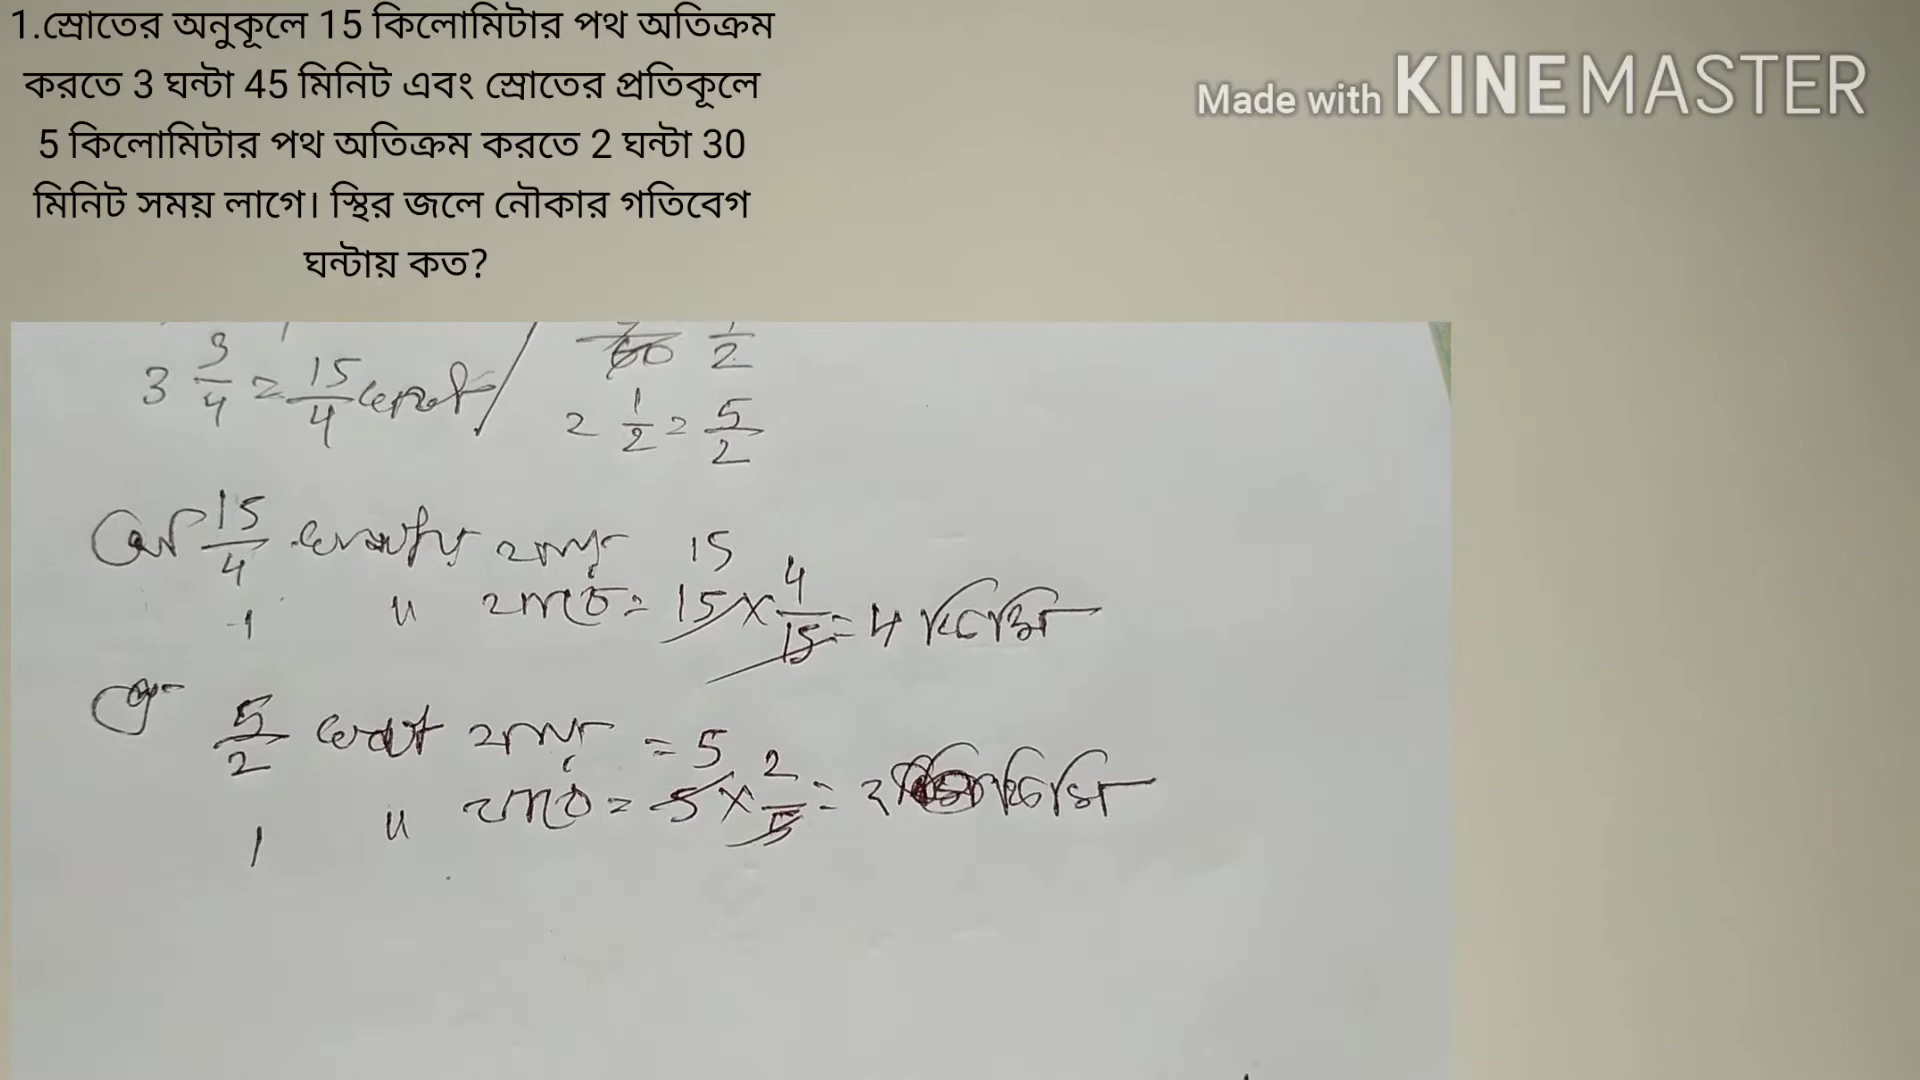 1.স্রোতের অনুকূলে 15 কিলোমিটার পথ অতিক্রম
করতে 3 ঘন্টা 45 মিনিট এবং স্রোতের প্রতিকূলে
5 কিলোমিটার পথ অতিক্রম করতে 2 ঘন্টা 30
মিনিট সময় লাগে। স্থির জলে নৌকার গতিবেগ
ঘন্টায় কত?
Made with KINEMASTER
3 3/4 = 15/4 ঘন্টা / 60 1/2
2 1/2 = 5/2
15/4 ঘন্টায় যায় 15
1 " যাবে = 15 × 4/15 = 4 কিমি
5/2 ঘন্টা যায় = 5
1 " যাবে = 5 × 2/5 = 2 কিমি